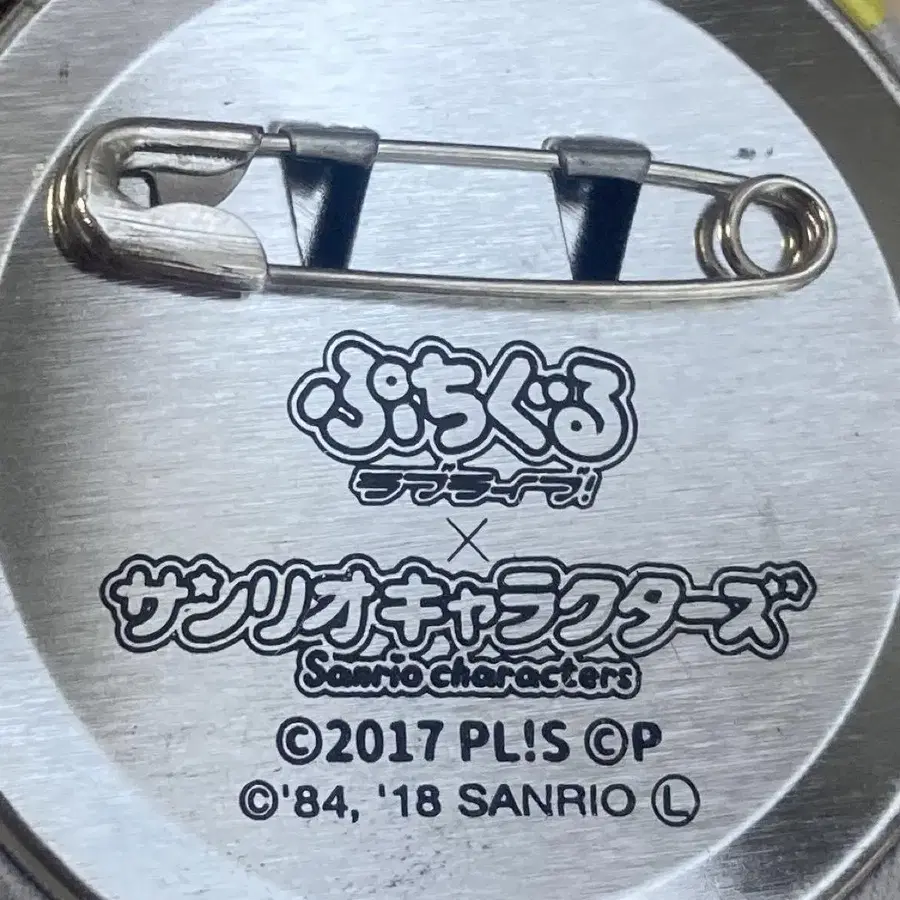 ぷちぐる
ラブライブ!
×
サンリオキャラクターズ
Sanrio characters
©2017 PL!S ©P
©'84, '18 SANRIO Ⓛ